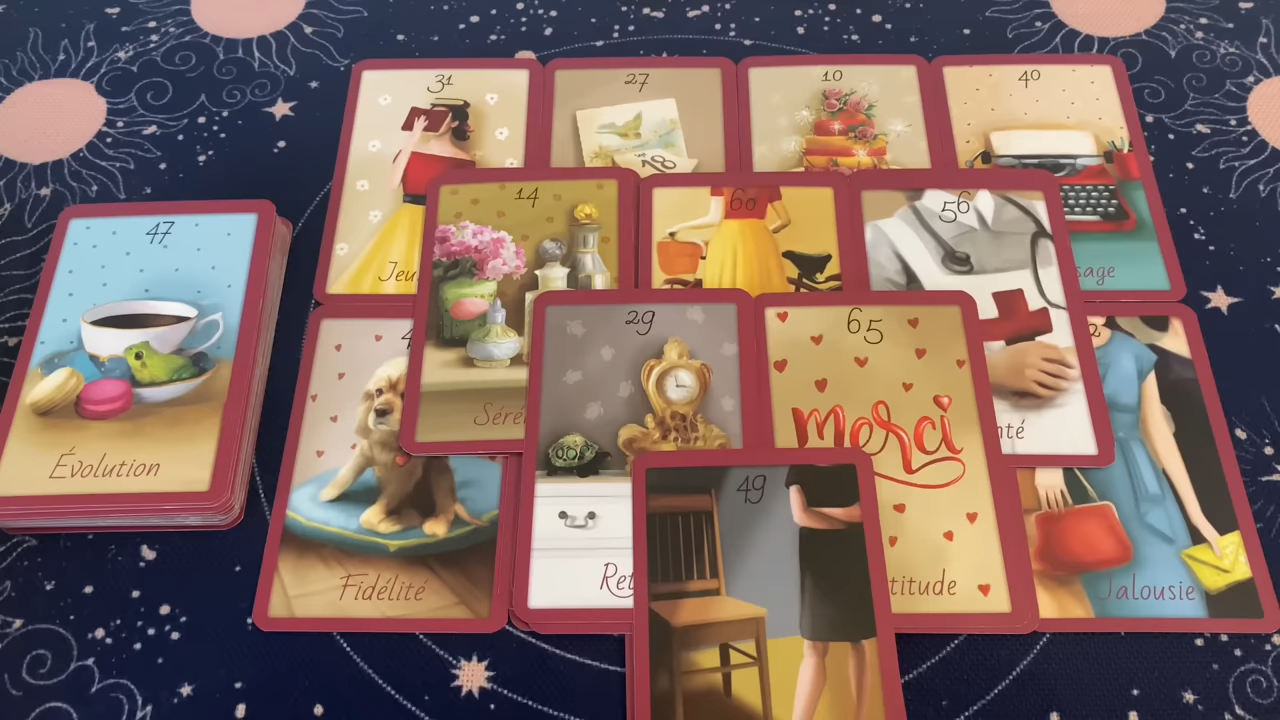 31
27
18
10
40
Jeu
sage
14
60
56
Séré
nté
47
Évolution
29
65
merci
Ret
titude
4
Fidélité
2
Jalousie
49